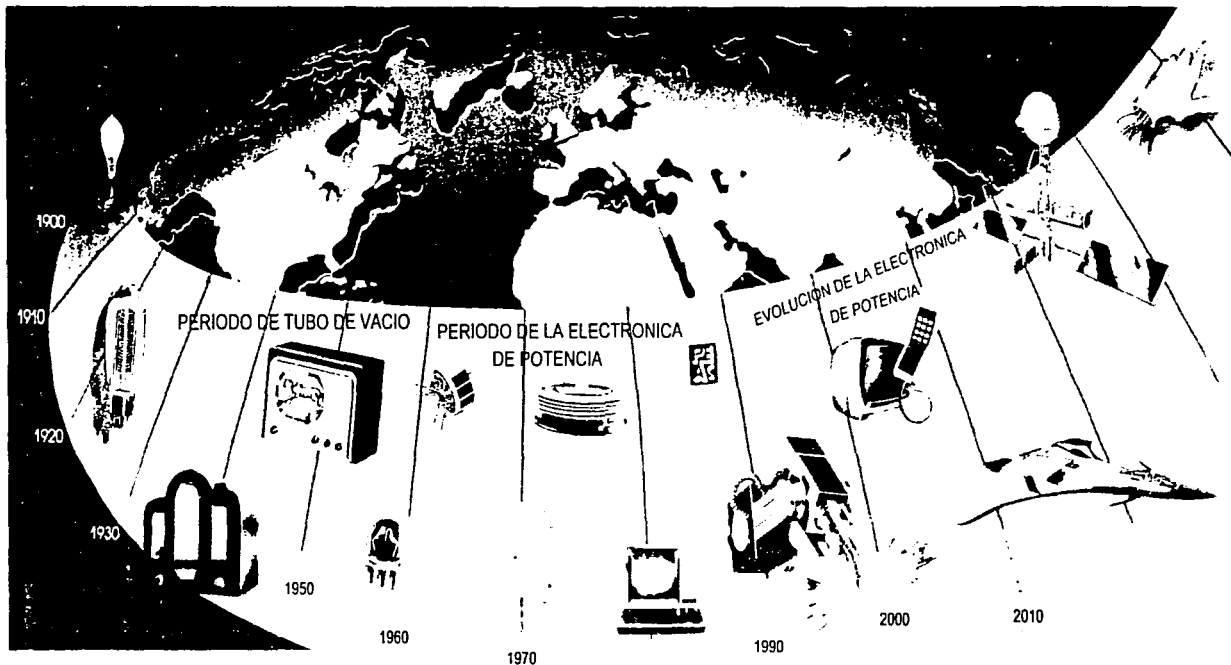 1900
1910
1920
1930
1950
1960
1970
1990
2000
2010
PERIODO DE TUBO DE VACIO
PERIODO DE LA ELECTRONICA
DE POTENCIA
EVOLUCION DE LA ELECTRONICA
DE POTENCIA